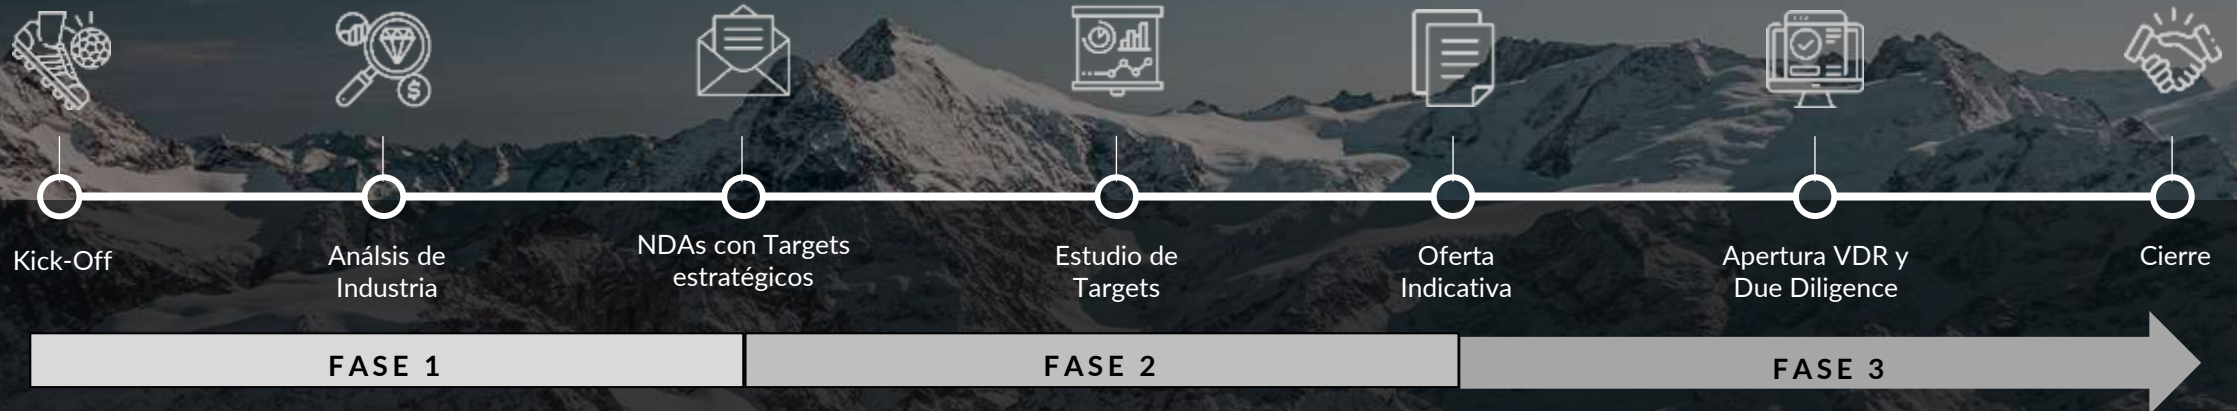 Kick-Off
Análsis de
Industria
NDAs con Targets
estratégicos
Estudio de
Targets
Oferta
Indicativa
Apertura VDR y
Due Diligence
Cierre
FASE 1
FASE 2
FASE 3